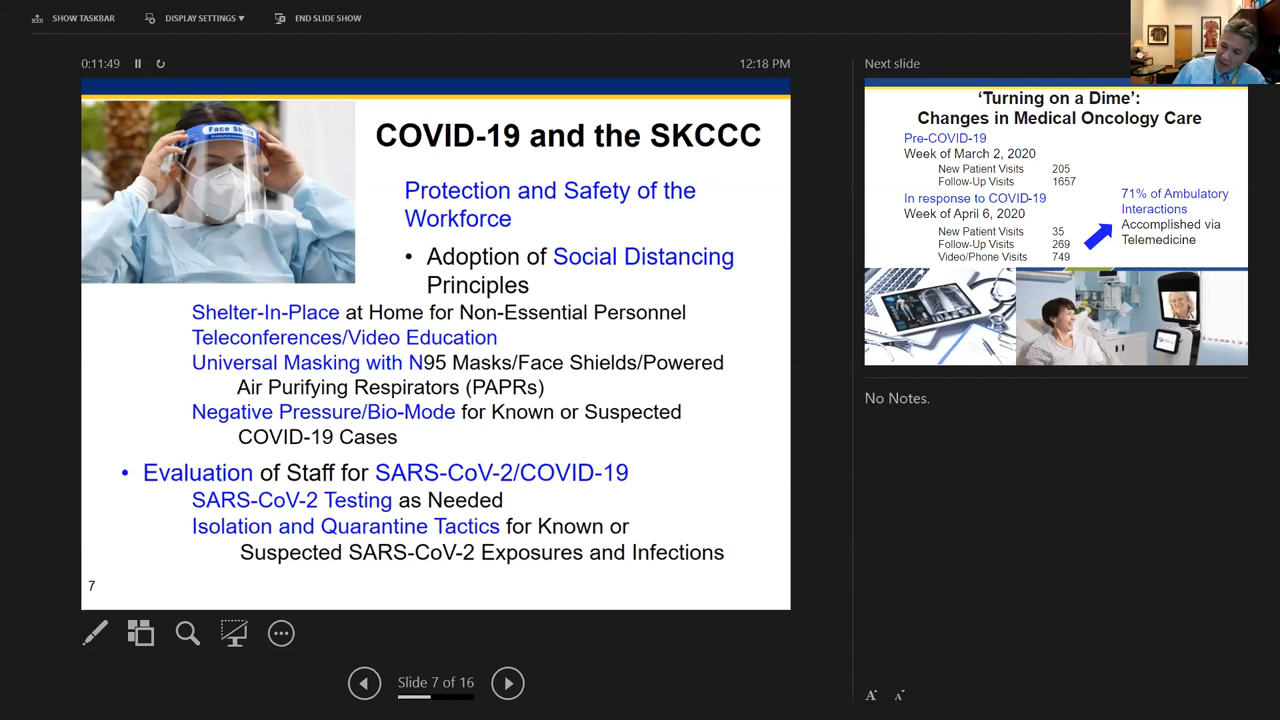 SHOW TASKBAR
DISPLAY SETTINGS ▼
END SLIDE SHOW
0:11:49
12:18 PM
Face Shield
COVID-19 and the SKCCC
Protection and Safety of the
Workforce
• Adoption of Social Distancing
Principles
Shelter-In-Place at Home for Non-Essential Personnel
Teleconferences/Video Education
Universal Masking with N95 Masks/Face Shields/Powered
Air Purifying Respirators (PAPRs)
Negative Pressure/Bio-Mode for Known or Suspected
COVID-19 Cases
• Evaluation of Staff for SARS-CoV-2/COVID-19
SARS-CoV-2 Testing as Needed
Isolation and Quarantine Tactics for Known or
Suspected SARS-CoV-2 Exposures and Infections
7
Slide 7 of 16
Next slide
‘Turning on a Dime’:
Changes in Medical Oncology Care
Pre-COVID-19
Week of March 2, 2020
New Patient Visits 205
Follow-Up Visits 1657
In response to COVID-19
Week of April 6, 2020
New Patient Visits 35
Follow-Up Visits 269
Video/Phone Visits 749
71% of Ambulatory
Interactions
Accomplished via
Telemedicine
No Notes.
A A